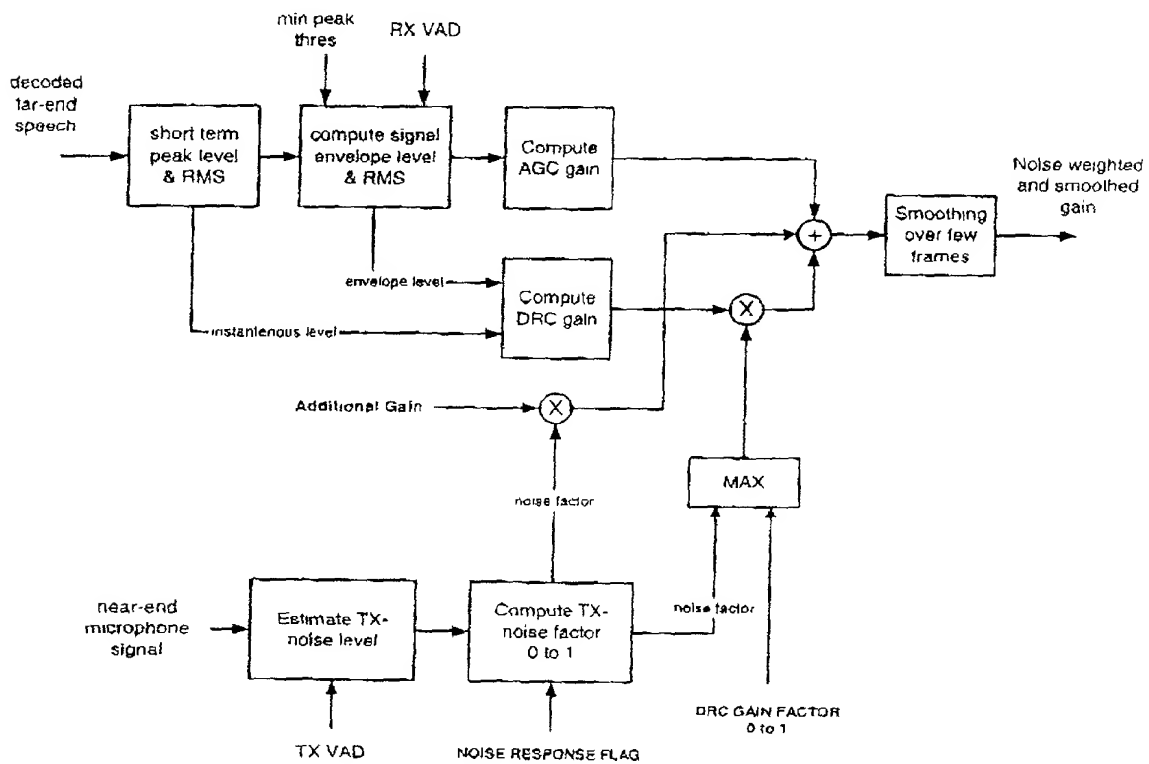 min peak
thres
RX VAD
decoded
far-end
speech
short term
peak level
& RMS
compute signal
envelope level
& RMS
Compute
AGC gain
Noise weighted
and smoothed
gain
+
Smoothing
over few
frames
envelope level
Compute
DRC gain
instantenous level
X
Additional Gain
X
MAX
noise factor
near-end
microphone
signal
Estimate TX-
noise level
Compute TX-
noise factor
0 to 1
noise factor
DRC GAIN FACTOR
0 to 1
TX VAD
NOISE RESPONSE FLAG